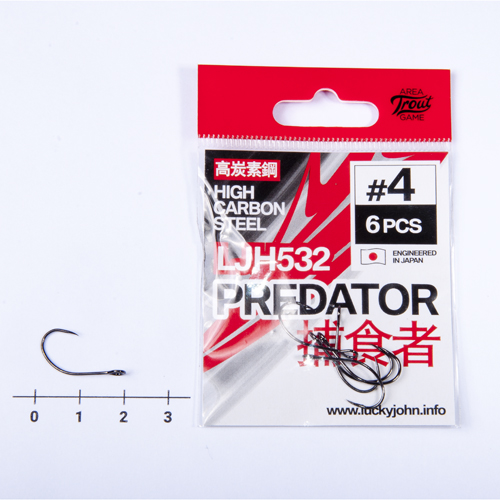 AREA
Trout
GAME
高炭素鋼
HIGH
CARBON
STEEL
#4
6 PCS
ENGINEERED
IN JAPAN
LJH532
PREDATOR
捕食者
www.luckyjohn.info
0 1 2 3